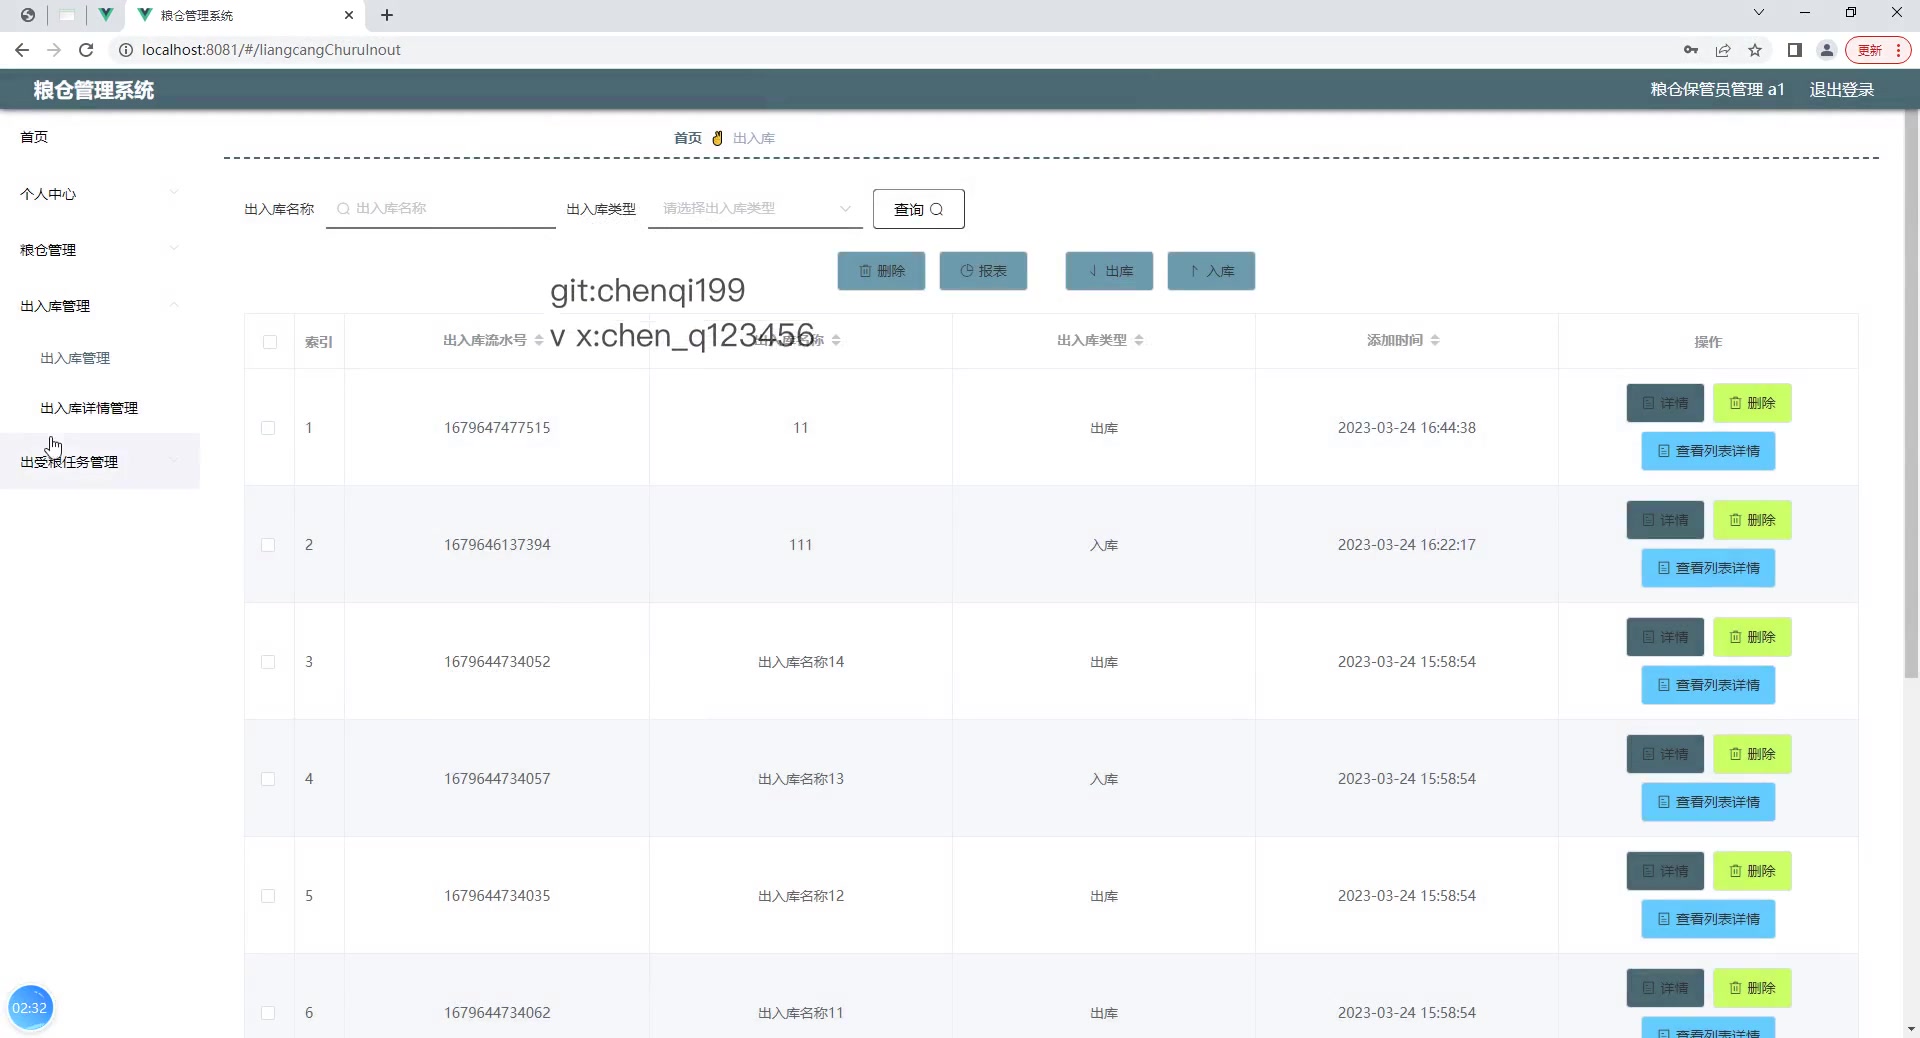 粮仓管理系统
localhost:8081/#/liangcangChuruInout
更新
粮仓管理系统
粮仓保管员管理 a1
退出登录
首页
个人中心
粮仓管理
出入库管理
出入库管理
出入库详情管理
出受粮任务管理
首页 ✌ 出入库
出入库名称 出入库名称 出入库类型 请选择出入库类型 查询
删除 报表 出库 入库
git:chenqi199
v x:chen_q123456
索引 出入库流水号 出入库名称 出入库类型 添加时间 操作
1 1679647477515 11 出库 2023-03-24 16:44:38 详情 删除
查看列表详情
2 1679646137394 111 入库 2023-03-24 16:22:17 详情 删除
查看列表详情
3 1679644734052 出入库名称14 出库 2023-03-24 15:58:54 详情 删除
查看列表详情
4 1679644734057 出入库名称13 入库 2023-03-24 15:58:54 详情 删除
查看列表详情
5 1679644734035 出入库名称12 出库 2023-03-24 15:58:54 详情 删除
查看列表详情
6 1679644734062 出入库名称11 出库 2023-03-24 15:58:54 详情 删除
查看列表详情
02:32